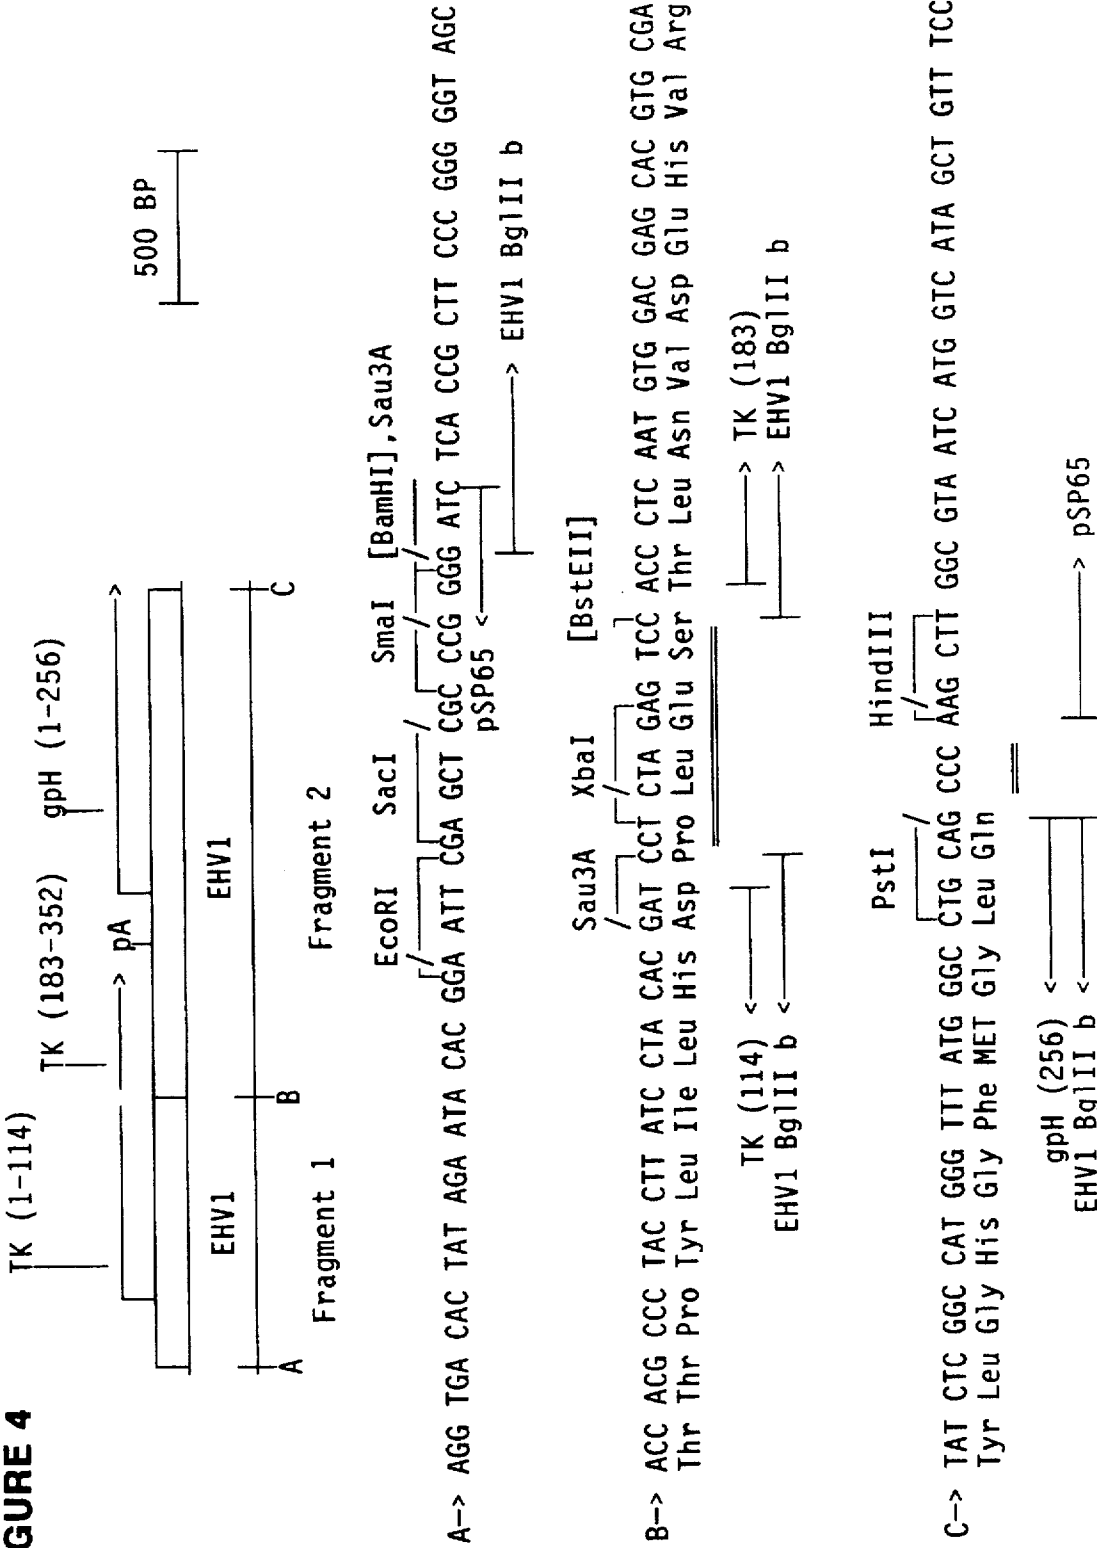 GURE 4
TK (1-114)
TK (183-352)
gpH (1-256)
pA
500 BP
EHV1
EHV1
A
B
C
Fragment 1
Fragment 2
EcoRI
SacI
SmaI
[BamHI],Sau3A
A—> AGG TGA CAC TAT AGA ATA CAC GGA ATT CGA GCT CGC CCG GGG ATC TCA CCG CTT CCC GGG GGT AGC
pSP65 <
> EHV1 BglII b
Sau3A
XbaI
[BstEII]
B—> ACC ACG CCC TAC CTT ATC CTA CAC GAT CCT CTA GAG TCC ACC CTC AAT GTG GAC GAG CAC GTG CGA
Thr Thr Pro Tyr Leu Ile Leu His Asp Pro Leu Glu Ser Thr Leu Asn Val Asp Glu His Val Arg
TK (114) <
> TK (183)
EHV1 BglII b <
> EHV1 BglII b
PstI
HindIII
C—> TAT CTC GGC CAT GGG TTT ATG GGC CTG CAG CCC AAG CTT GGC GTA ATC ATG GTC ATA GCT GTT TCC
Tyr Leu Gly His Gly Phe MET Gly Leu Gln
gpH (256) <
> pSP65
EHV1 BglII b <